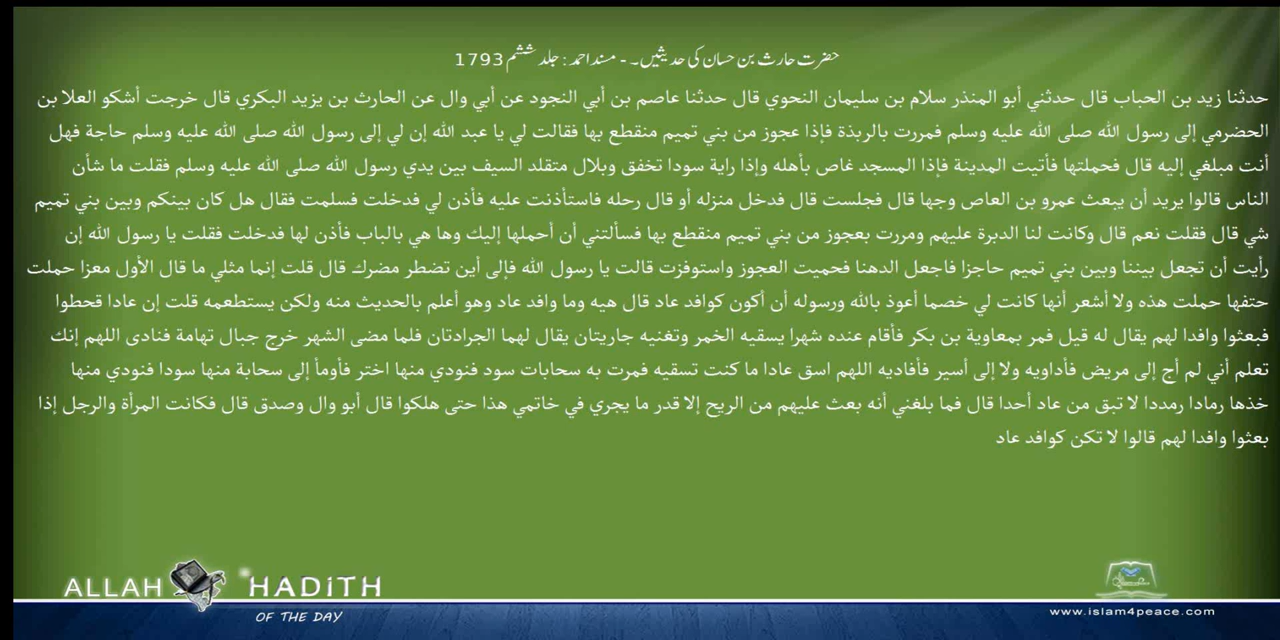 حضرت حارث بن حسان کی حدیثیں۔ - مسند احمد : جلد ششم 1793
حدثنا زيد بن الحباب قال حدثني أبو المنذر سلام بن سليمان النحوي قال حدثنا عاصم بن أبي النجود عن أبي وال عن الحارث بن يزيد البكري قال خرجت أشكو العلا بن
الحضرمي إلى رسول الله صلى الله عليه وسلم فمررت بالربذة فإذا عجوز من بني تميم منقطع بها فقالت لي يا عبد الله إن لي إلى رسول الله صلى الله عليه وسلم حاجة فهل
أنت مبلغي إليه قال فحملتها فأتيت المدينة فإذا المسجد غاص بأهله وإذا راية سودا تخفق وبلال متقلد السيف بين يدي رسول الله صلى الله عليه وسلم فقلت ما شأن
الناس قالوا يريد أن يبعث عمرو بن العاص وجها قال فجلست قال فدخل منزله أو قال رحله فاستأذنت عليه فأذن لي فدخلت فسلمت فقال هل كان بينكم وبين بني تميم
شي قال فقلت نعم قال وكانت لنا الدبرة عليهم ومررت بعجوز من بني تميم منقطع بها فسألتني أن أحملها إليك وها هي بالباب فأذن لها فدخلت فقلت يا رسول الله إن
رأيت أن تجعل بيننا وبين بني تميم حاجزا فاجعل الدهنا فحميت العجوز واستوفزت قالت يا رسول الله فإلى أين تضطر مضرك قال قلت إنما مثلي ما قال الأول معزا حملت
حتفها حملت هذه ولا أشعر أنها كانت لي خصما أعوذ بالله ورسوله أن أكون كوافد عاد قال هيه وما وافد عاد وهو أعلم بالحديث منه ولكن يستطعمه قلت إن عادا قحطوا
فبعثوا وافدا لهم يقال له قيل فمر بمعاوية بن بكر فأقام عنده شهرا يسقيه الخمر وتغنيه جاريتان يقال لهما الجرادتان فلما مضى الشهر خرج جبال تهامة فنادى اللهم إنك
تعلم أني لم أج إلى مريض فأداويه ولا إلى أسير فأفاديه اللهم اسق عادا ما كنت تسقيه فمرت به سحابات سود فنودي منها اختر فأومأ إلى سحابة منها سودا فنودي منها
خذها رمادا رمددا لا تبق من عاد أحدا قال فما بلغني أنه بعث عليهم من الريح إلا قدر ما يجري في خاتمي هذا حتى هلكوا قال أبو وال وصدق قال فكانت المرأة والرجل إذا
بعثوا وافدا لهم قالوا لا تكن كوافد عاد
ALLAH HADITH
OF THE DAY
www.islam4peace.com